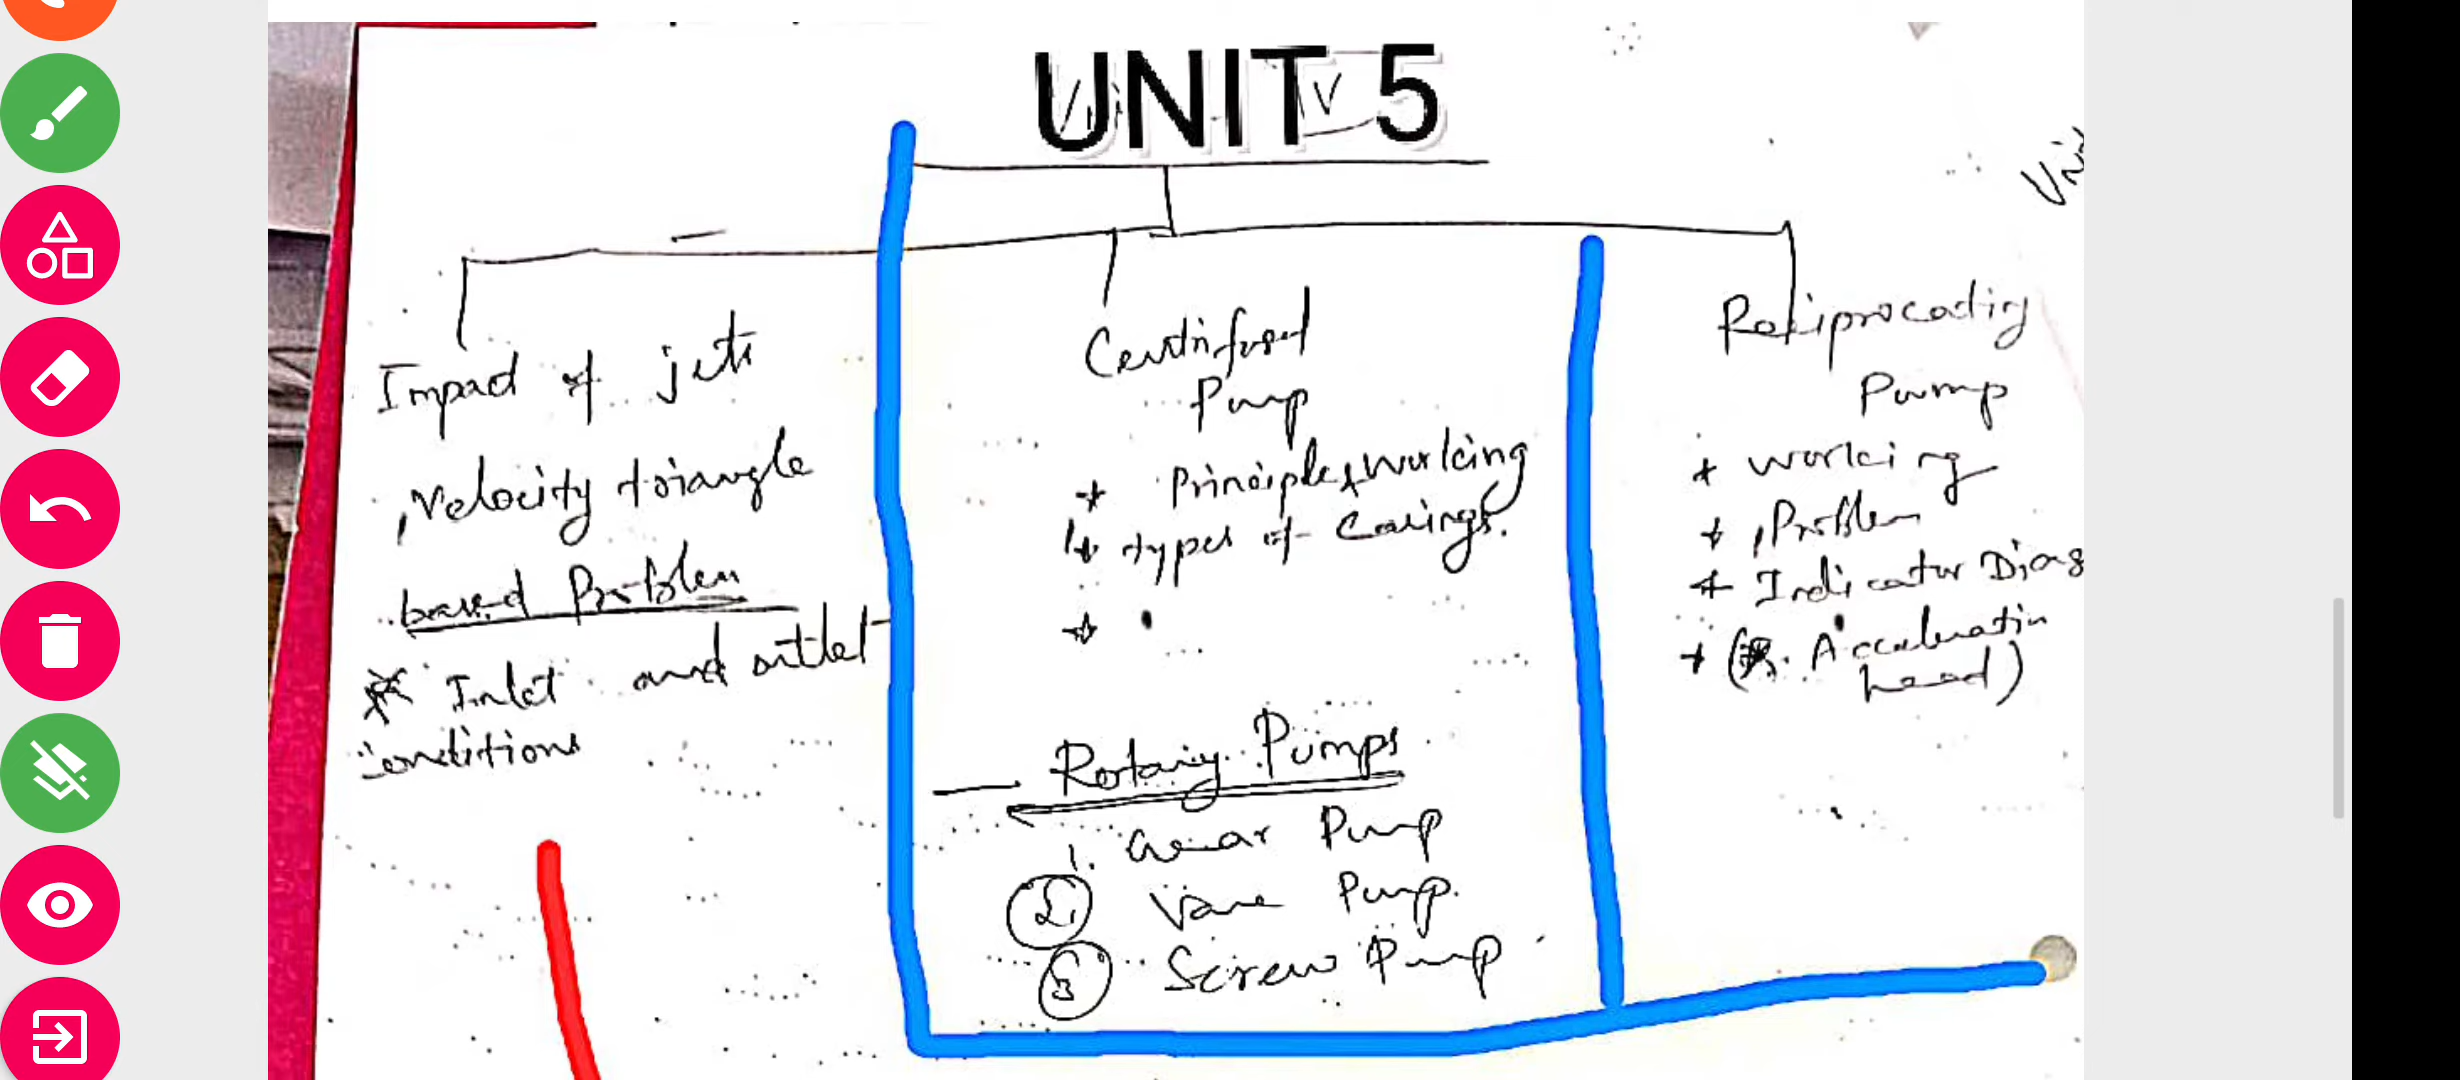 UNIT 5
Impact of jets
velocity triangle
based Problem
* Inlet and outlet
conditions
Centrifugal
Pump
* Principle, working
* types of Casings.
*
Rotary Pumps
1. Gear Pump
2. Vane Pump.
3 Screw Pump
Reciprocating
Pump
* working
* Problem
* Indicator Diag
* ( Acceleration
head)